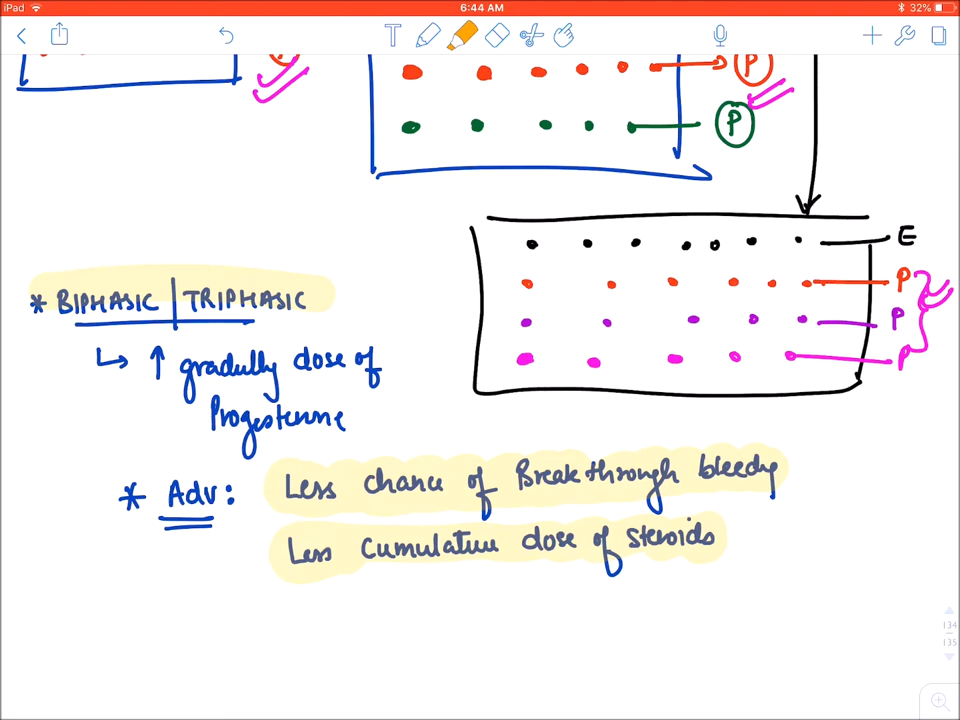 iPad 6:44 AM 32%
T
P
P
P
E
P
P
P
* BIPHASIC | TRIPHASIC
↳ ↑ gradully dose of
Progesterone
* Adv: Less chance of Breakthrough bleedy
Less Cumulative dose of steroids
134
135